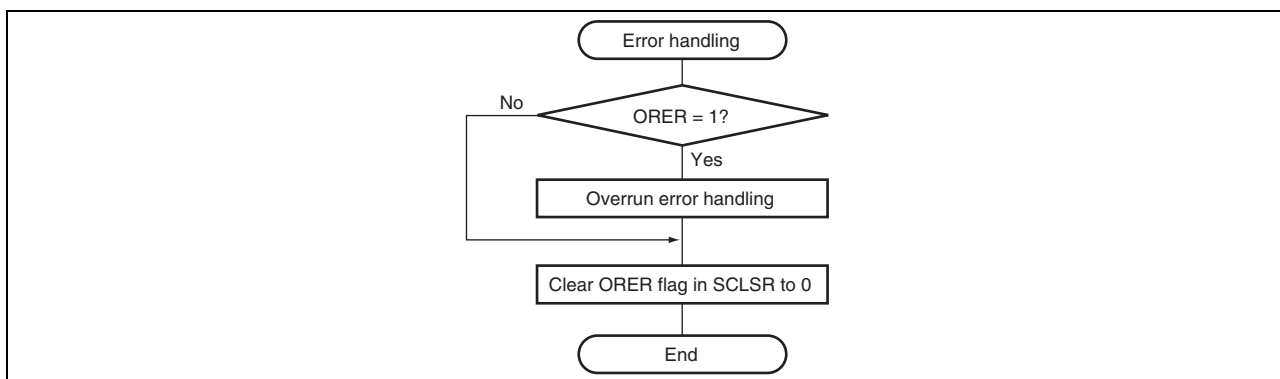 Error handling
ORER = 1?
No
Yes
Overrun error handling
Clear ORER flag in SCLSR to 0
End